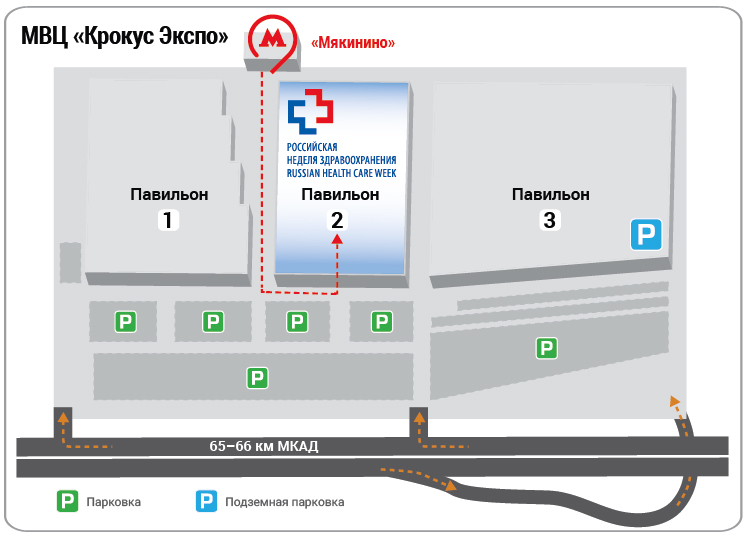 МВЦ «Крокус Экспо»
М
«Мякинино»
РОССИЙСКАЯ
НЕДЕЛЯ ЗДРАВООХРАНЕНИЯ
RUSSIAN HEALTH CARE WEEK
Павильон
1
Павильон
2
Павильон
3
P
P
P
P
P
P
P
65–66 км МКАД
P Парковка
P Подземная парковка